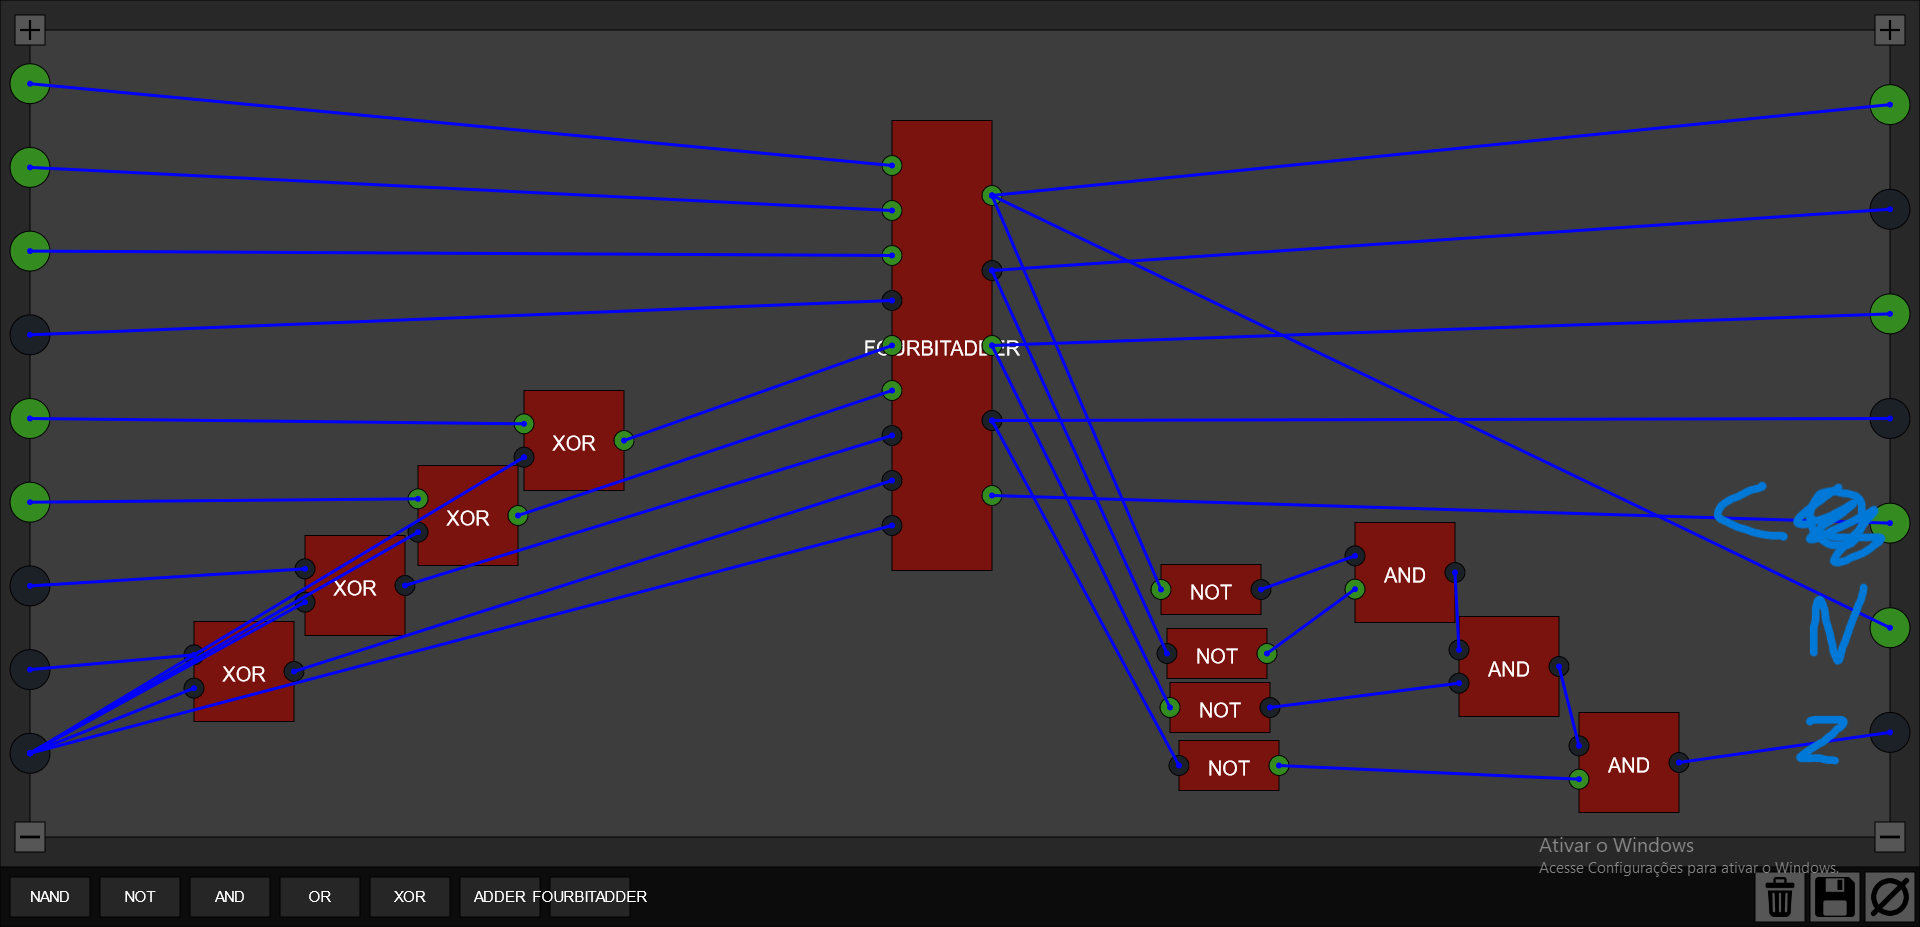 FOURBITADDER
XOR
XOR
XOR
XOR
NOT
AND
NOT
AND
NOT
NOT
AND
C
N
Z
Ativar o Windows
Acesse Configurações para ativar o Windows.
NAND NOT AND OR XOR ADDER FOURBITADDER